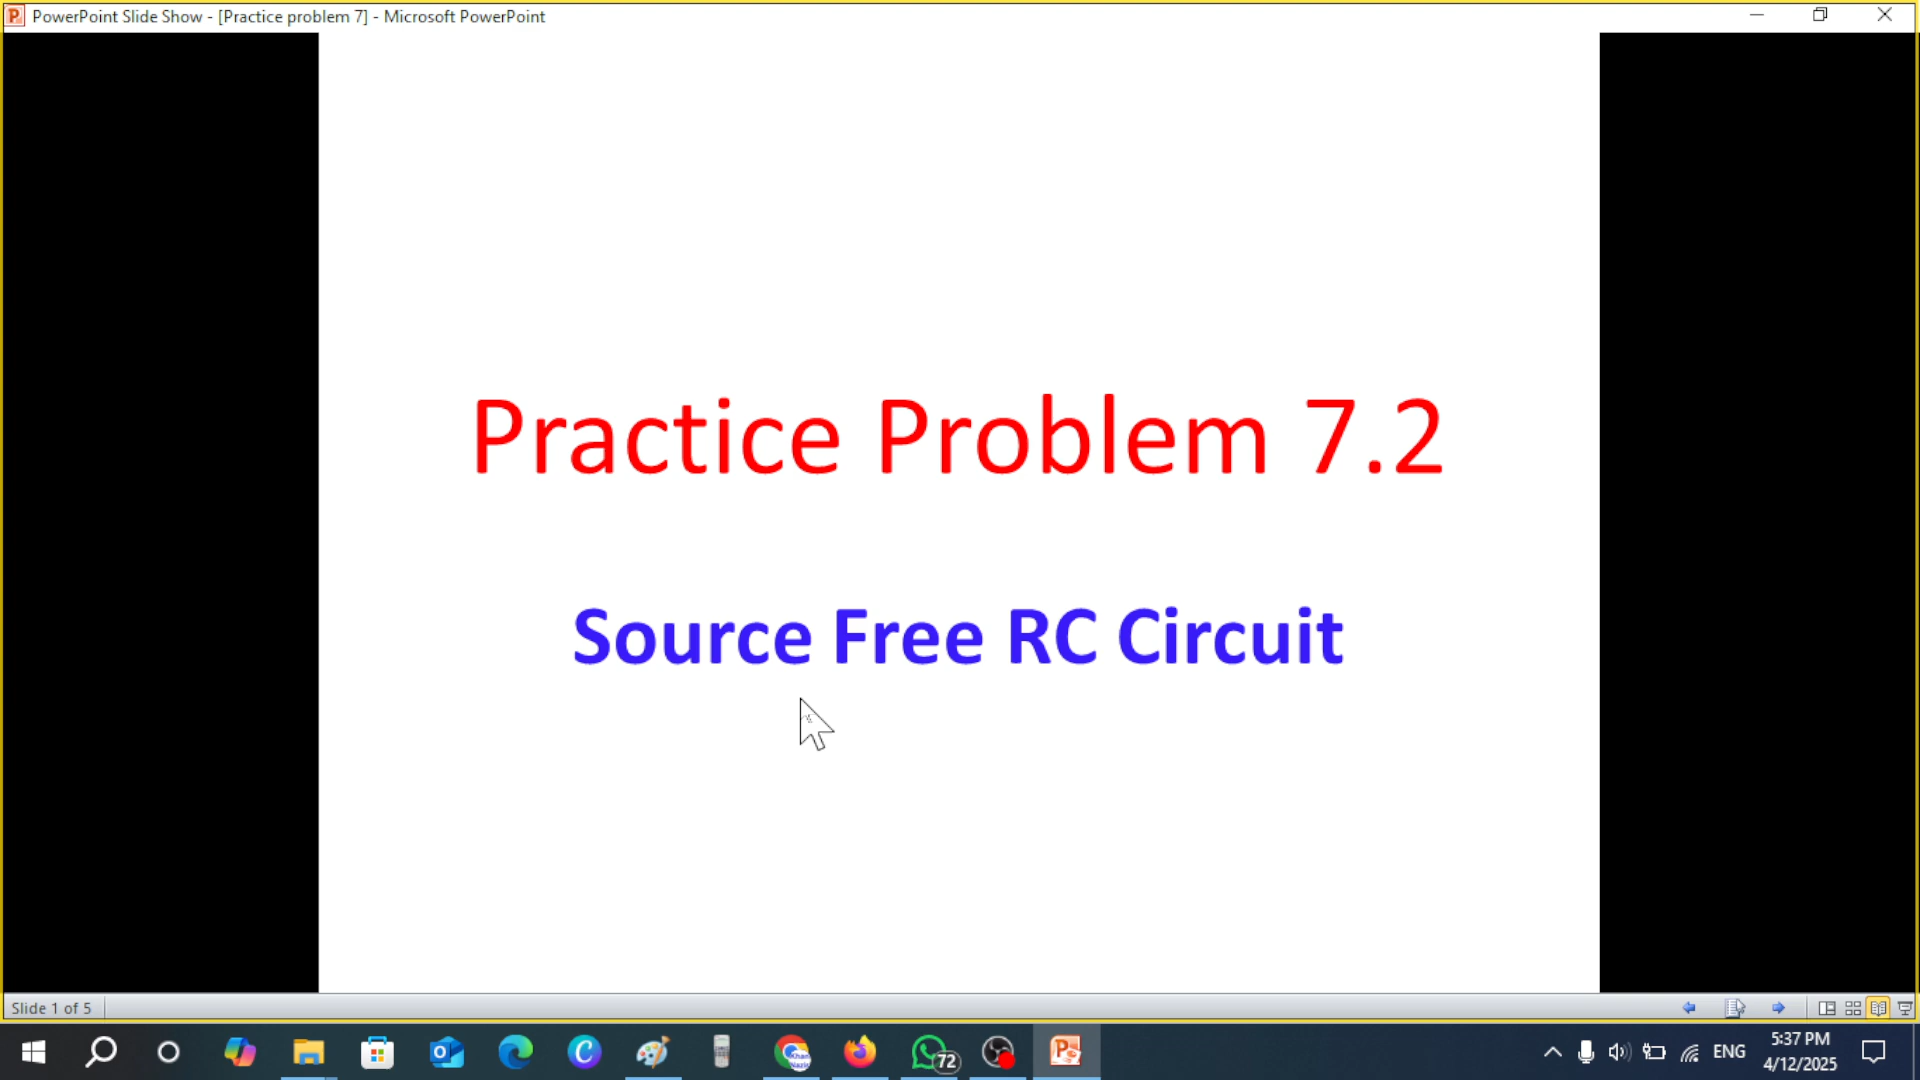 PowerPoint Slide Show - [Practice problem 7] - Microsoft PowerPoint
Practice Problem 7.2
Source Free RC Circuit
Slide 1 of 5
72
ENG
5:37 PM
4/12/2025